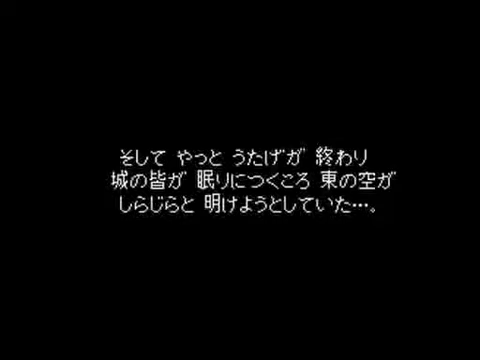 そして やっと うたげが 終わり
城の皆が 眠りにつくころ 東の空が
しらじらと 明けようとしていた…。